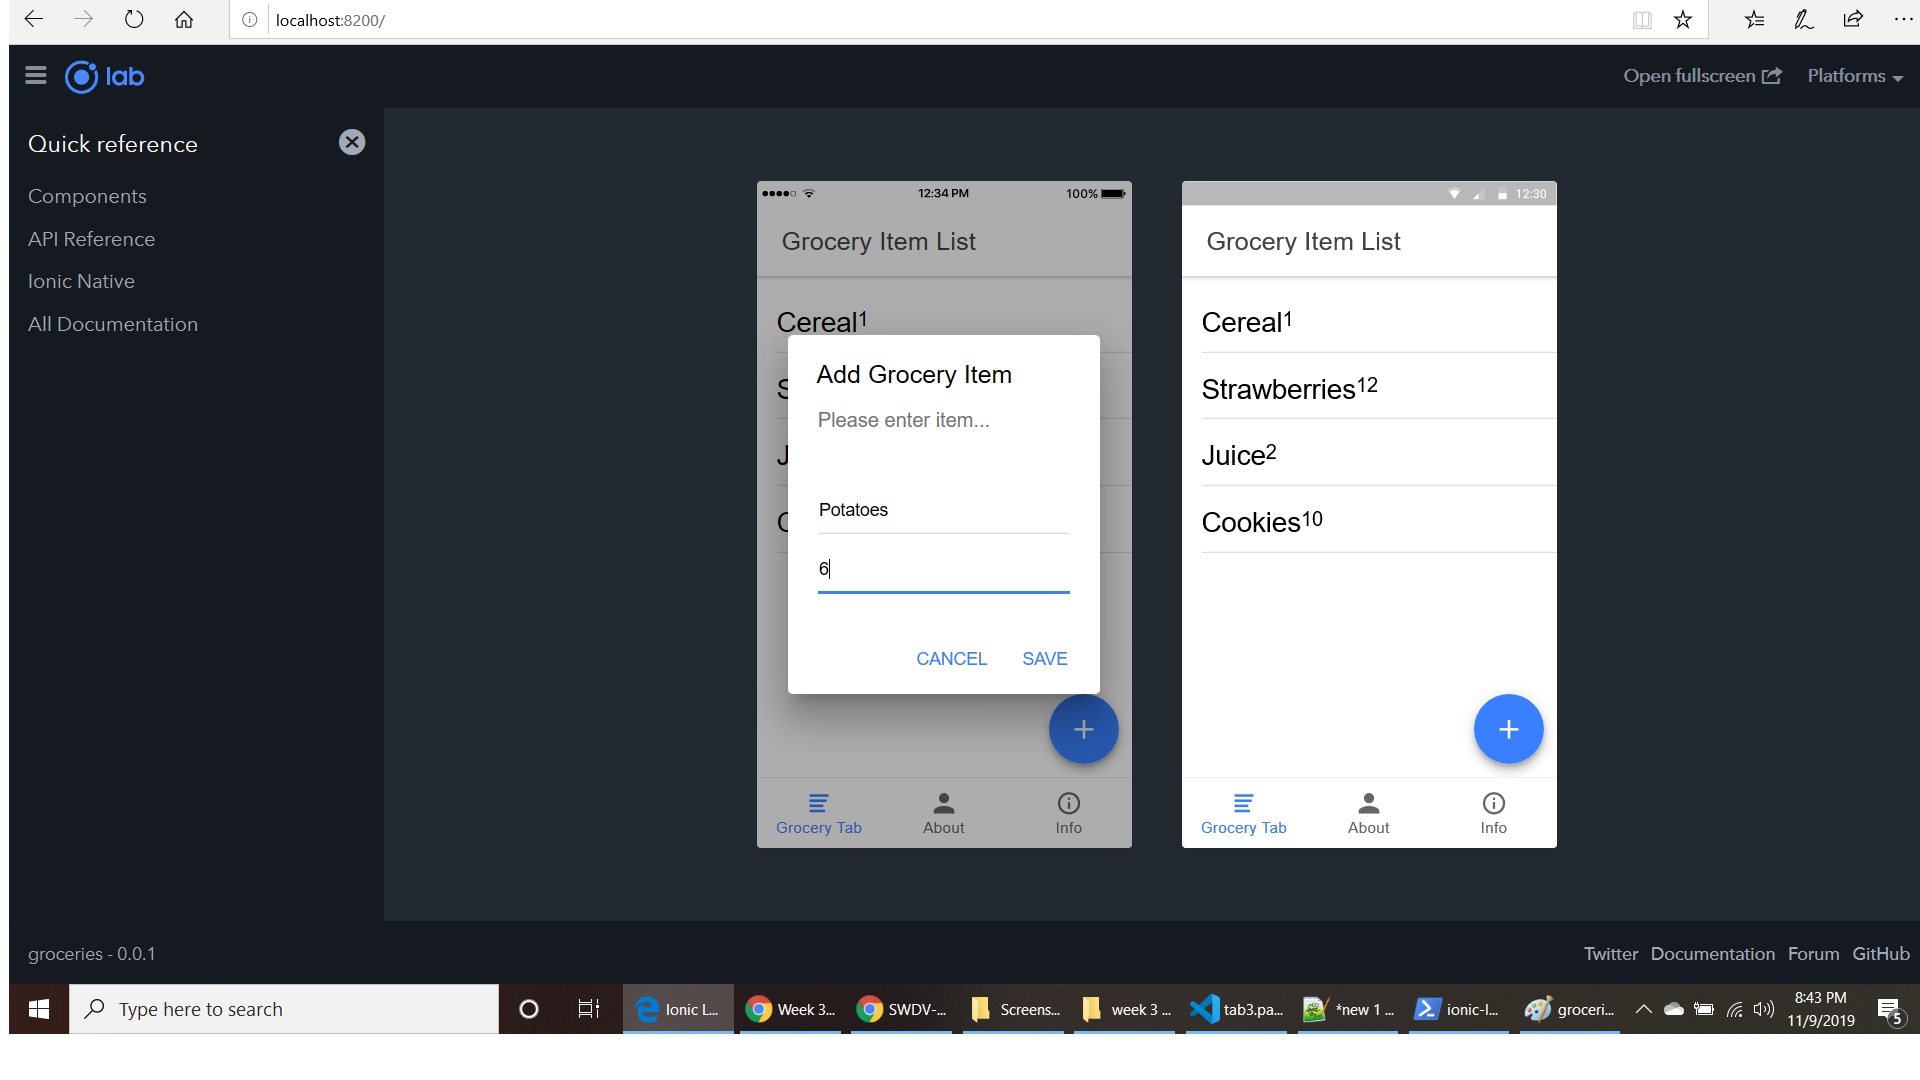 localhost:8200/
lab
Open fullscreen
Platforms
Quick reference
Components
API Reference
Ionic Native
All Documentation
12:34 PM
100%
Grocery Item List
Cereal1
S
J
C
Add Grocery Item
Please enter item...
Potatoes
6
CANCEL SAVE
+
Grocery Tab
About
Info
12:30
Grocery Item List
Cereal1
Strawberries12
Juice2
Cookies10
+
Grocery Tab
About
Info
groceries - 0.0.1
Twitter Documentation Forum GitHub
Type here to search
Ionic L...
Week 3...
SWDV-...
Screens...
week 3 ...
tab3.pa...
*new 1 ...
ionic-l...
groceri...
8:43 PM
11/9/2019
5